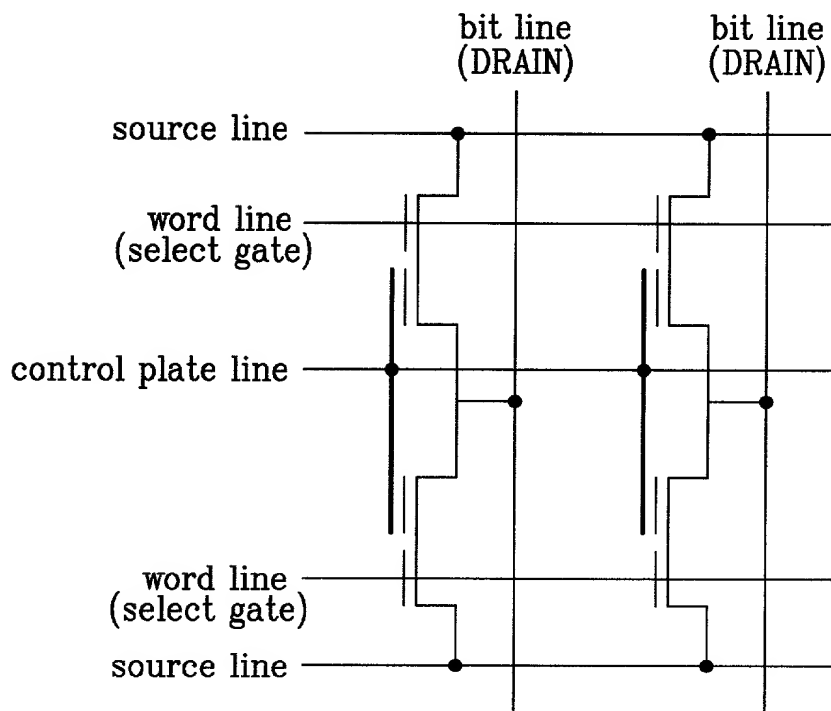 bit line
(DRAIN)
bit line
(DRAIN)
source line
word line
(select gate)
control plate line
word line
(select gate)
source line